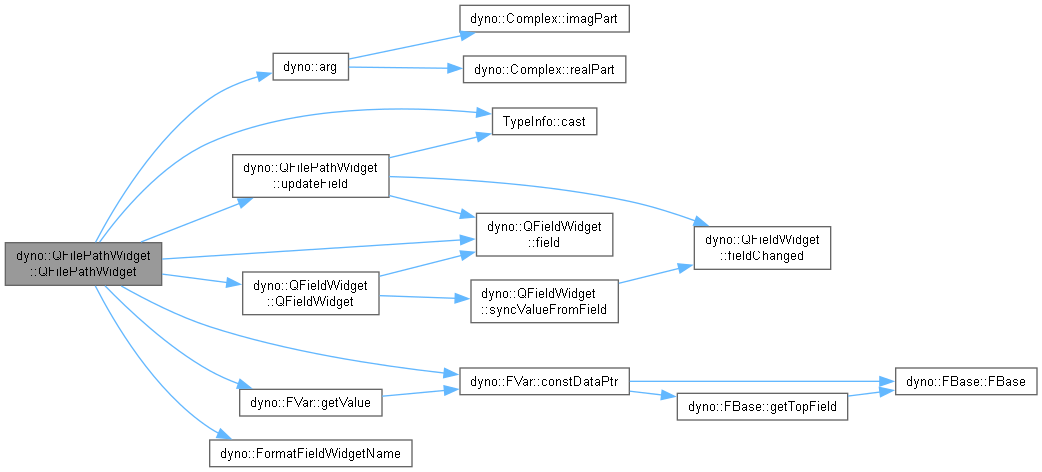 dyno::Complex::imagPart
dyno::arg
dyno::Complex::realPart
TypeInfo::cast
dyno::QFilePathWidget
::updateField
dyno::QFieldWidget
::field
dyno::QFieldWidget
::fieldChanged
dyno::QFilePathWidget
::QFilePathWidget
dyno::QFieldWidget
::QFieldWidget
dyno::QFieldWidget
::syncValueFromField
dyno::FVar::constDataPtr
dyno::FBase::FBase
dyno::FVar::getValue
dyno::FBase::getTopField
dyno::FormatFieldWidgetName